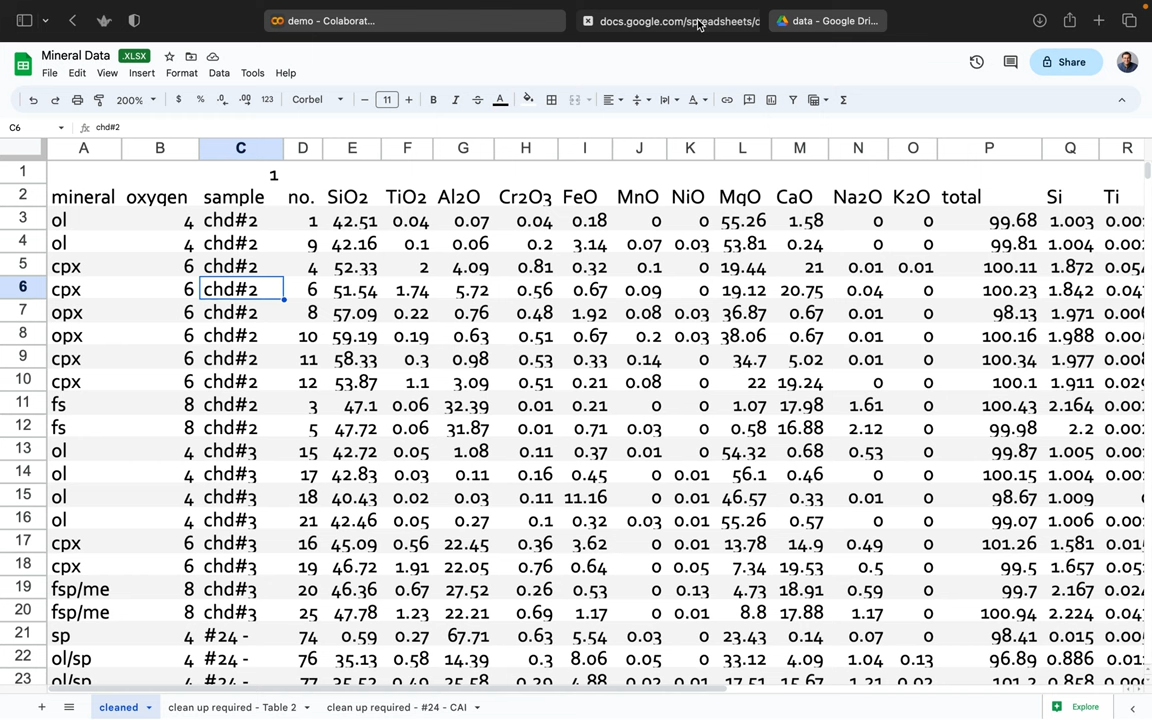 demo - Colaborat...
docs.google.com/spreadsheets/c
data - Google Dri...
Mineral Data .XLSX
File Edit View Insert Format Data Tools Help
Share
200% $ % .0 .00 123 Corbel - 11 + B I S A
C6 fx chd#2
A B C D E F G H I J K L M N O P Q R
1 1
2 mineral oxygen sample no. SiO2 TiO2 Al2O Cr2O3 FeO MnO NiO MgO CaO Na2O K2O total Si Ti
3 ol 4 chd#2 1 42.51 0.04 0.07 0.04 0.18 0 0 55.26 1.58 0 0 99.68 1.003
4 ol 4 chd#2 9 42.16 0.1 0.06 0.2 3.14 0.07 0.03 53.81 0.24 0 0 99.81 1.004
5 cpx 6 chd#2 4 52.33 2 4.09 0.81 0.32 0.1 0 19.44 21 0.01 0.01 100.11 1.872
6 cpx 6 chd#2 6 51.54 1.74 5.72 0.56 0.67 0.09 0 19.12 20.75 0.04 0 100.23 1.842
7 opx 6 chd#2 8 57.09 0.22 0.76 0.48 1.92 0.08 0.03 36.87 0.67 0.01 0 98.13 1.971
8 opx 6 chd#2 10 59.19 0.19 0.63 0.51 0.67 0.2 0.03 38.06 0.67 0.01 0 100.16 1.988
9 cpx 6 chd#2 11 58.33 0.3 0.98 0.53 0.33 0.14 0 34.7 5.02 0.01 0 100.34 1.977
10 cpx 6 chd#2 12 53.87 1.1 3.09 0.51 0.21 0.08 0 22 19.24 0 0 100.1 1.911
11 fs 8 chd#2 3 47.1 0.06 32.39 0.01 0.21 0 0 1.07 17.98 1.61 0 100.43 2.164
12 fs 8 chd#2 5 47.72 0.06 31.87 0.01 0.71 0.03 0 0.58 16.88 2.12 0 99.98 2.2
13 ol 4 chd#3 15 42.72 0.05 1.08 0.11 0.37 0.01 0 54.32 0.68 0.53 0 99.87 1.005
14 ol 4 chd#3 17 42.83 0.03 0.11 0.16 0.45 0 0.01 56.1 0.46 0 0 100.15 1.004
15 ol 4 chd#3 18 40.43 0.02 0.03 0.11 11.16 0 0.01 46.57 0.33 0.01 0 98.67 1.009
16 ol 4 chd#3 21 42.46 0.05 0.27 0.1 0.32 0.03 0.01 55.26 0.57 0 0 99.07 1.006
17 cpx 6 chd#3 16 45.09 0.56 22.45 0.36 3.62 0 0.01 13.78 14.9 0.49 0 101.26 1.581
18 cpx 6 chd#3 19 46.72 1.91 22.05 0.76 0.64 0 0.05 7.34 19.53 0.5 0 99.5 1.657
19 fsp/me 8 chd#3 20 46.36 0.67 27.52 0.26 0.53 0 0.13 4.73 18.91 0.59 0 99.7 2.167
20 fsp/me 8 chd#3 25 47.78 1.23 22.21 0.69 1.17 0 0.01 8.8 17.88 1.17 0 100.94 2.224
21 sp 4 #24 - 74 0.59 0.27 67.71 0.63 5.54 0.03 0 23.43 0.14 0.07 0 98.41 0.015
22 ol/sp 4 #24 - 76 35.13 0.58 14.39 0.3 8.06 0.05 0 33.12 4.09 1.04 0.13 96.89 0.886
23 ol/sp 4 #24 - 77
cleaned clean up required - Table 2 clean up required - #24 - CAI Explore